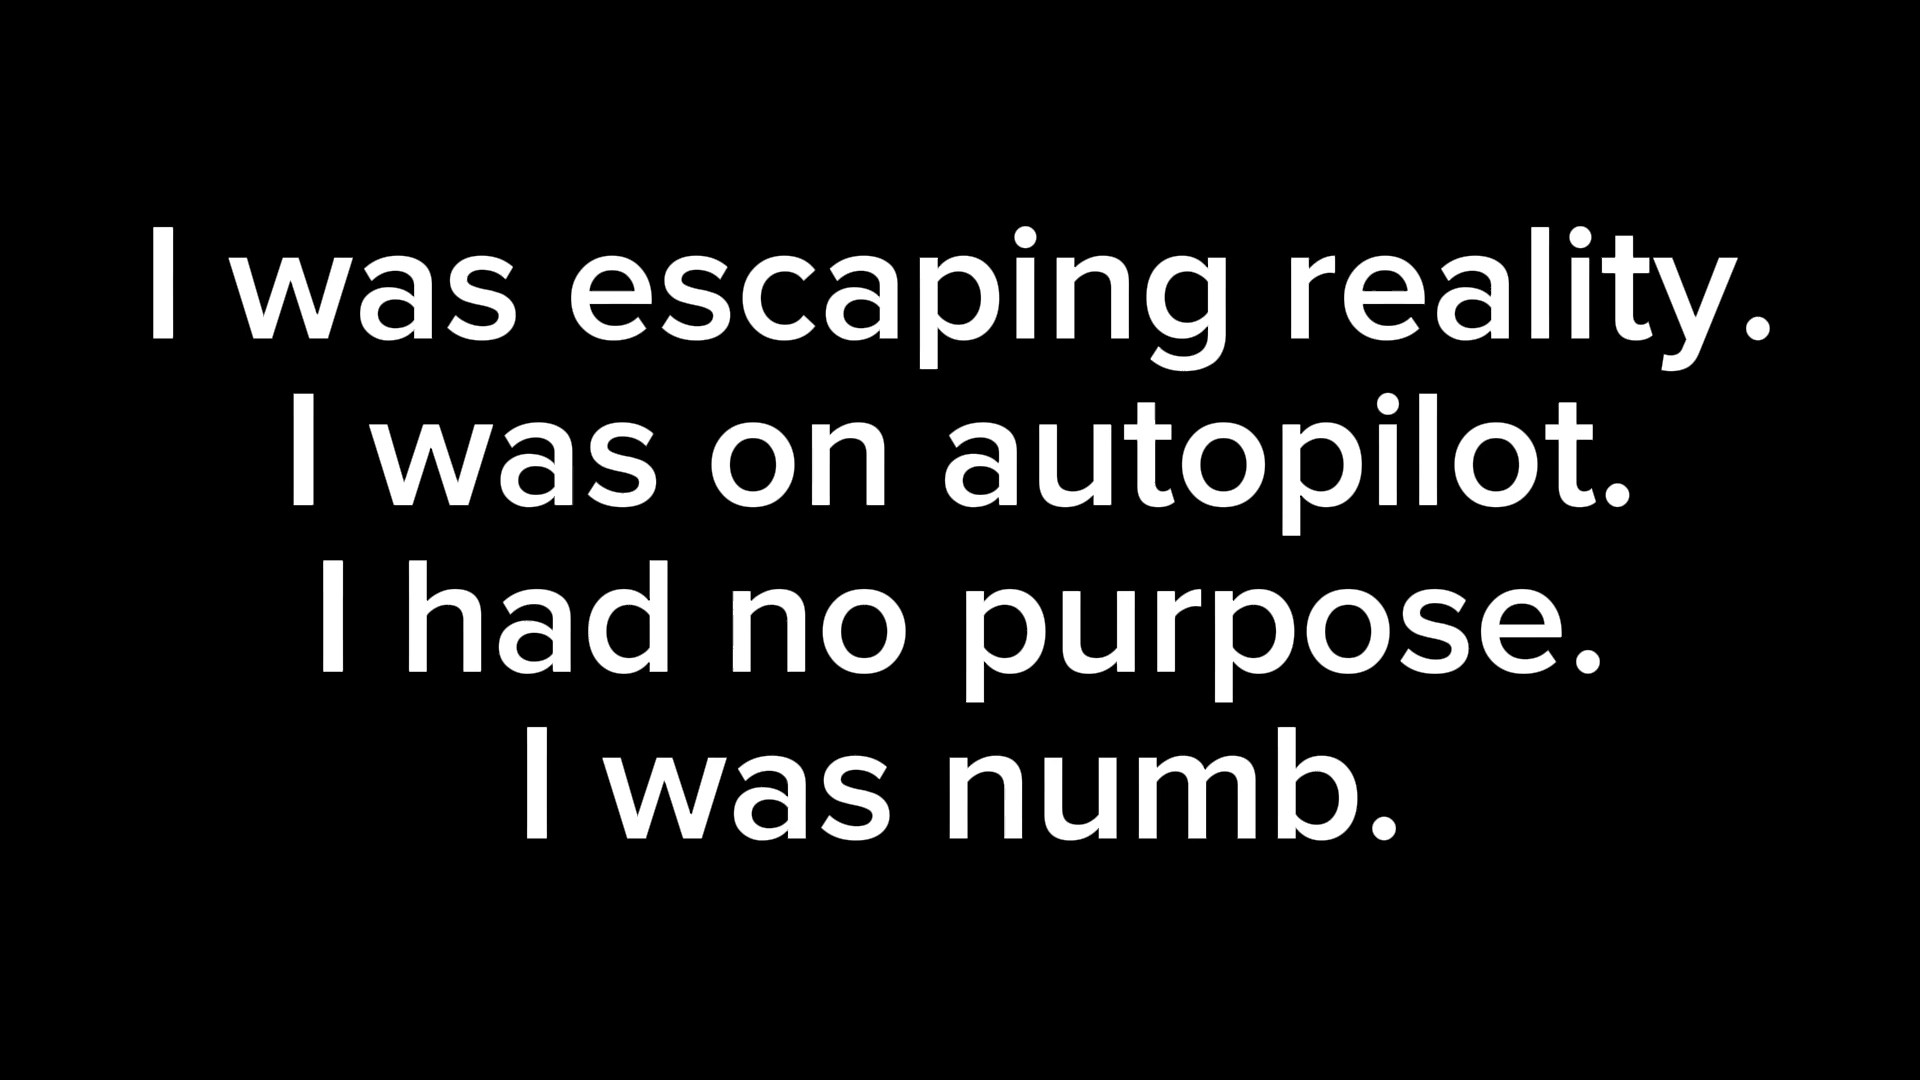 I was escaping reality.
I was on autopilot.
I had no purpose.
I was numb.